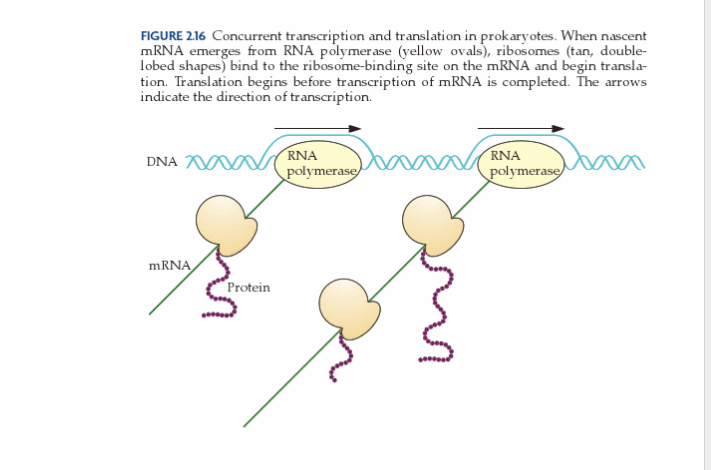 FIGURE 2.16 Concurrent transcription and translation in prokaryotes. When nascent
mRNA emerges from RNA polymerase (yellow ovals), ribosomes (tan, double-
lobed shapes) bind to the ribosome-binding site on the mRNA and begin transla-
tion. Translation begins before transcription of mRNA is completed. The arrows
indicate the direction of transcription.
DNA
RNA
polymerase
RNA
polymerase
mRNA
Protein